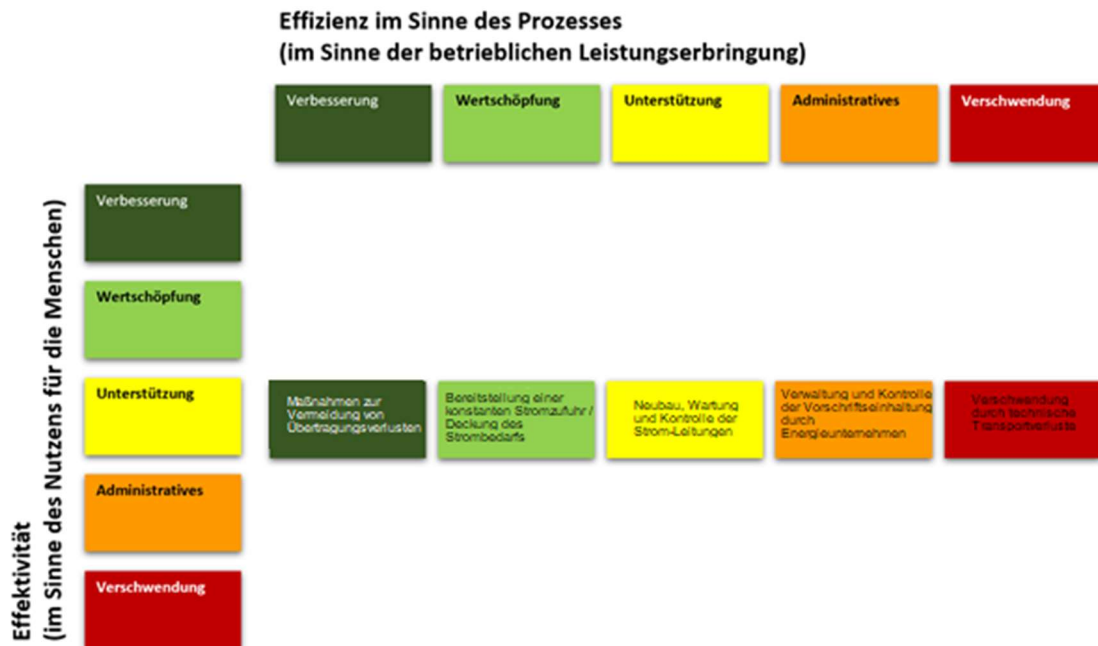 Effizienz im Sinne des Prozesses
(im Sinne der betrieblichen Leistungserbringung)
Verbesserung
Wertschöpfung
Unterstützung
Administratives
Verschwendung
Effektivität
(im Sinne des Nutzens für die Menschen)
Verbesserung
Wertschöpfung
Unterstützung
Maßnahmen zur
Vermeidung von
Übertragungsverlusten
Bereitstellung einer
konstanten Stromzufuhr /
Deckung des
Strombedarfs
Neubau, Wartung
und Kontrolle der
Strom-Leitungen
Verwaltung und Kontrolle
der Vorschriftseinhaltung
durch
Energieunternehmen
Verschwendung
durch technische
Transportverluste
Administratives
Verschwendung